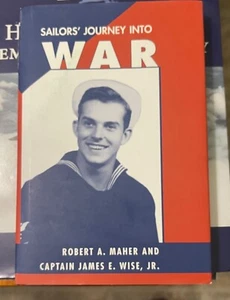 SAILORS' JOURNEY INTO
WAR
ROBERT A. MAHER AND
CAPTAIN JAMES E. WISE, JR.